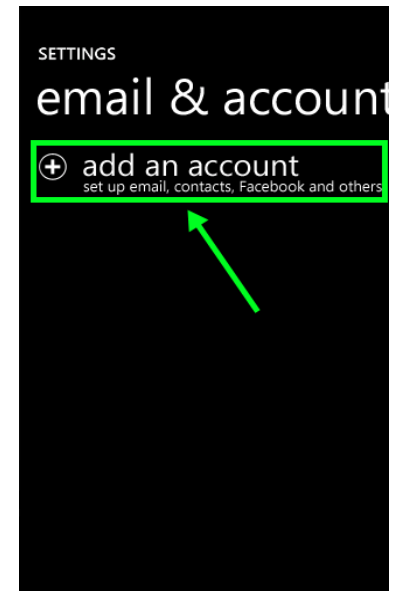 SETTINGS
email & account
add an account
set up email, contacts, Facebook and others